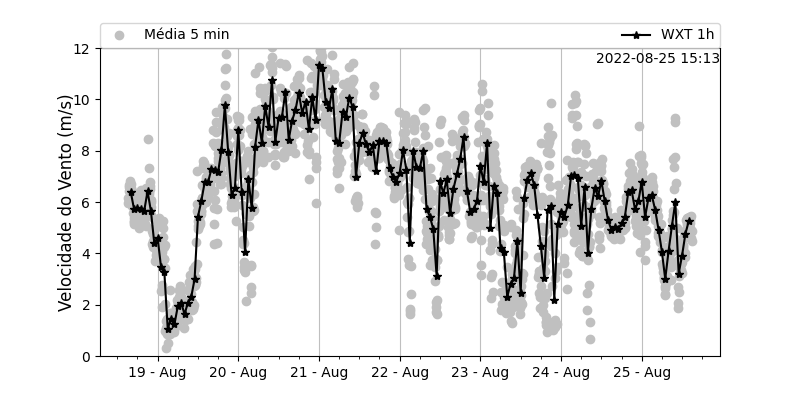 Média 5 min
WXT 1h
2022-08-25 15:13
Velocidade do Vento (m/s)
12
10
8
6
4
2
0
19 - Aug
20 - Aug
21 - Aug
22 - Aug
23 - Aug
24 - Aug
25 - Aug